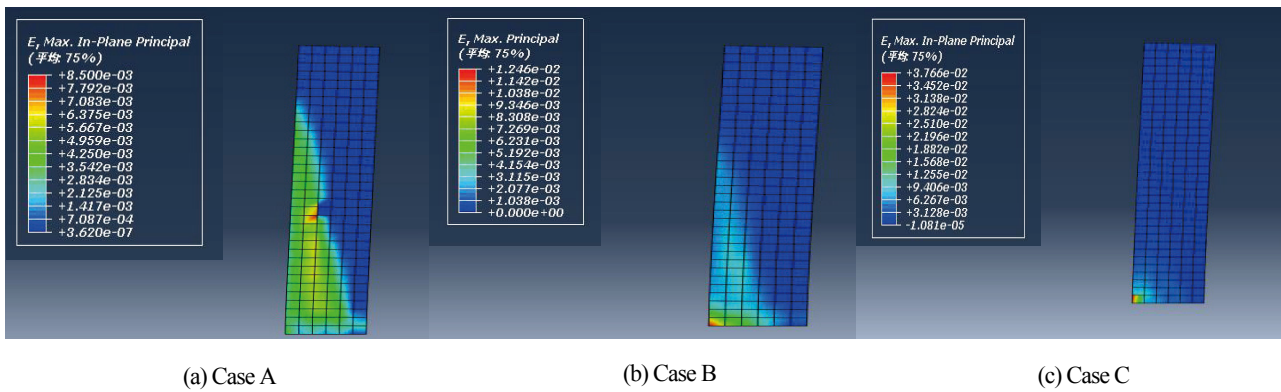 E, Max. In-Plane Principal
(平均: 75%)
+8.500e-03
+7.792e-03
+7.083e-03
+6.375e-03
+5.667e-03
+4.959e-03
+4.250e-03
+3.542e-03
+2.834e-03
+2.125e-03
+1.417e-03
+7.087e-04
+3.620e-07
E, Max. Principal
(平均: 75%)
+1.246e-02
+1.142e-02
+1.038e-02
+9.346e-03
+8.308e-03
+7.269e-03
+6.231e-03
+5.192e-03
+4.154e-03
+3.115e-03
+2.077e-03
+1.038e-03
+0.000e+00
E, Max. In-Plane Principal
(平均: 75%)
+3.766e-02
+3.452e-02
+3.138e-02
+2.824e-02
+2.510e-02
+2.196e-02
+1.882e-02
+1.568e-02
+1.255e-02
+9.406e-03
+6.267e-03
+3.128e-03
-1.081e-05
(a) Case A
(b) Case B
(c) Case C